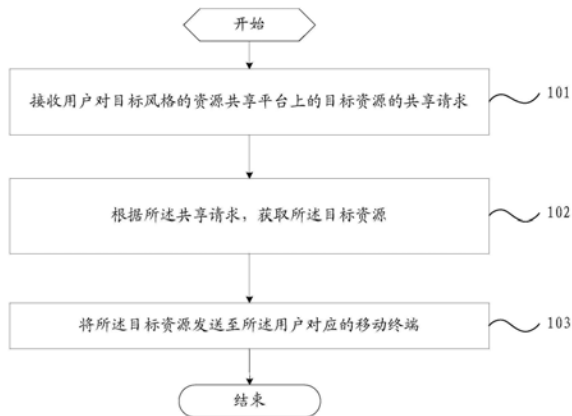 开始
接收用户对目标风格的资源共享平台上的目标资源的共享请求
101
根据所述共享请求，获取所述目标资源
102
将所述目标资源发送至所述用户对应的移动终端
103
结束